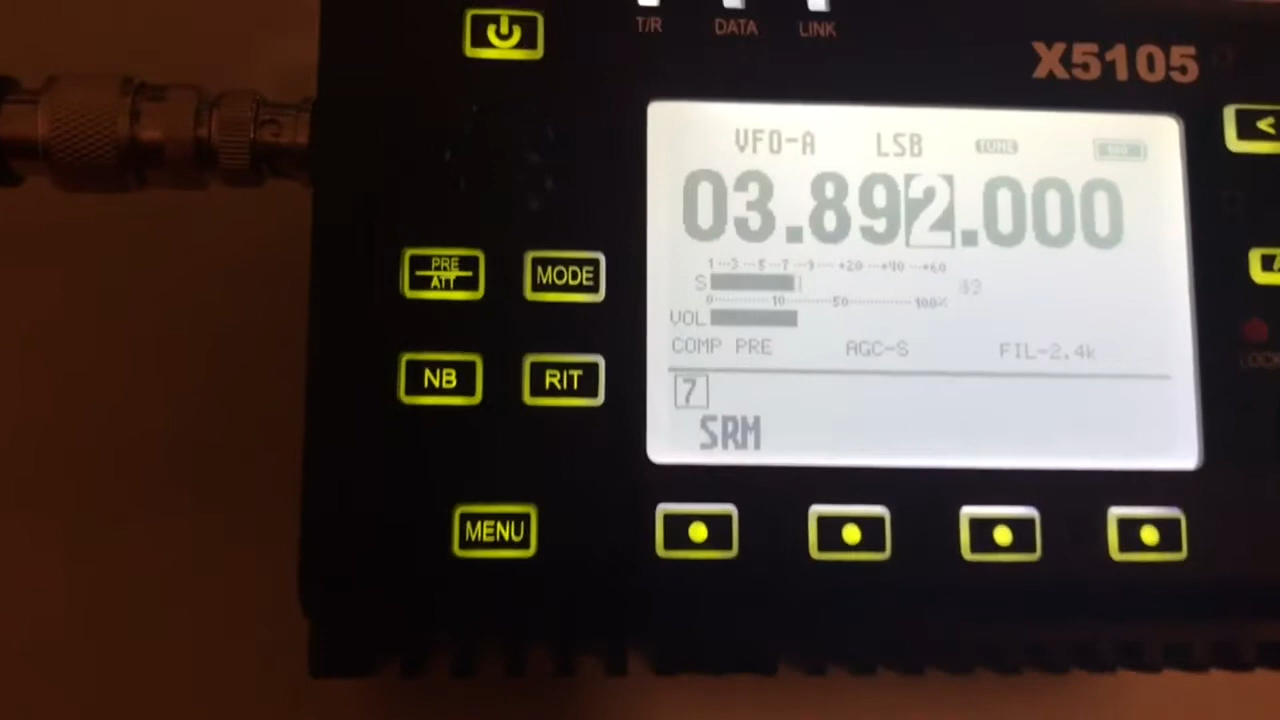 T/R DATA LINK
X5105
VFO-A LSB TUNE
03.892.000
1--3--5--7--9--+20--+40--+60
S
0 10 50 100%
VOL
COMP PRE AGC-S FIL-2.4k
7
SRM
PRE
ATT
MODE
NB
RIT
MENU
<
LOCK